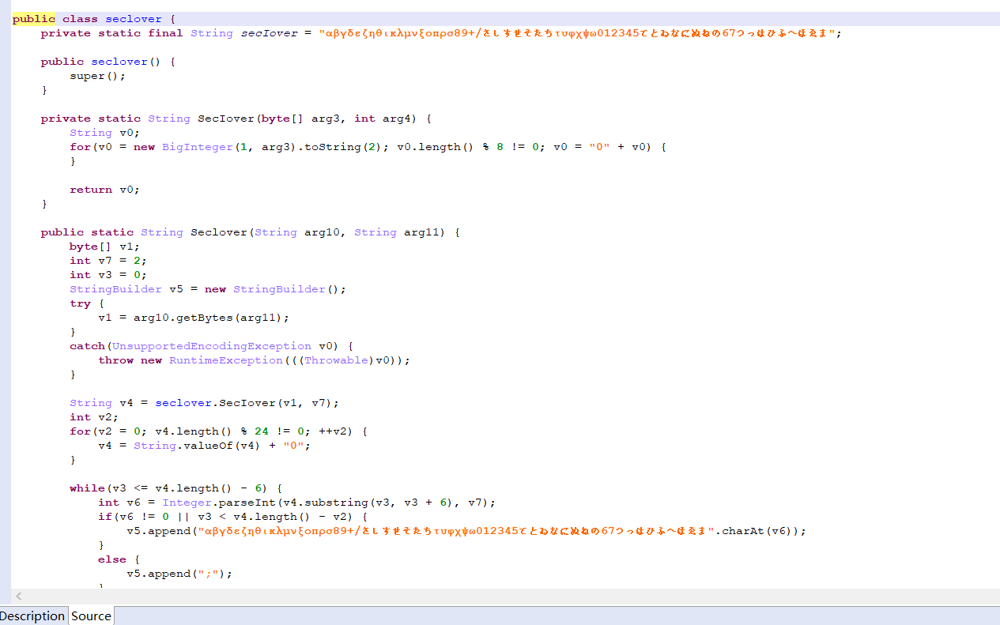 public class seclover {
    private static final String secIover = "αβγδεζηθικλμνξοπρσ89+/さしすせそたちτυφχψω012345てとゐなにぬねの67つっはひふへほゑま";
    public seclover() {
        super();
    }
    private static String SecIover(byte[] arg3, int arg4) {
        String v0;
        for(v0 = new BigInteger(1, arg3).toString(2); v0.length() % 8 != 0; v0 = "0" + v0) {
        }
        return v0;
    }
    public static String Seclover(String arg10, String arg11) {
        byte[] v1;
        int v7 = 2;
        int v3 = 0;
        StringBuilder v5 = new StringBuilder();
        try {
            v1 = arg10.getBytes(arg11);
        }
        catch(UnsupportedEncodingException v0) {
            throw new RuntimeException(((Throwable)v0));
        }
        String v4 = seclover.SecIover(v1, v7);
        int v2;
        for(v2 = 0; v4.length() % 24 != 0; ++v2) {
            v4 = String.valueOf(v4) + "0";
        }
        while(v3 <= v4.length() - 6) {
            int v6 = Integer.parseInt(v4.substring(v3, v3 + 6), v7);
            if(v6 != 0 || v3 < v4.length() - v2) {
                v5.append("αβγδεζηθικλμνξοπρσ89+/さしすせそたちτυφχψω012345てとゐなにぬねの67つっはひふへほゑま".charAt(v6));
            }
            else {
                v5.append(";");
Description Source